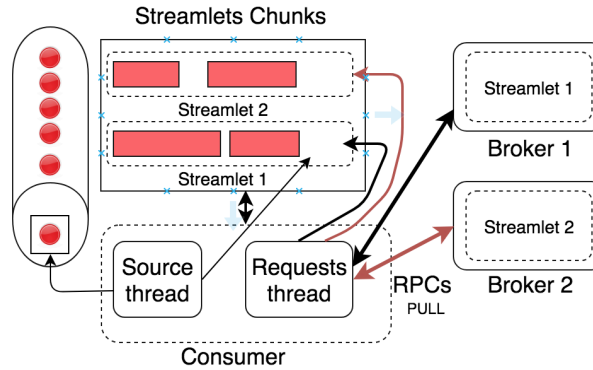 Streamlets Chunks
Streamlet 2
Streamlet 1
Streamlet 1
Broker 1
Streamlet 2
Broker 2
Source
thread
Requests
thread
RPCs
PULL
Consumer